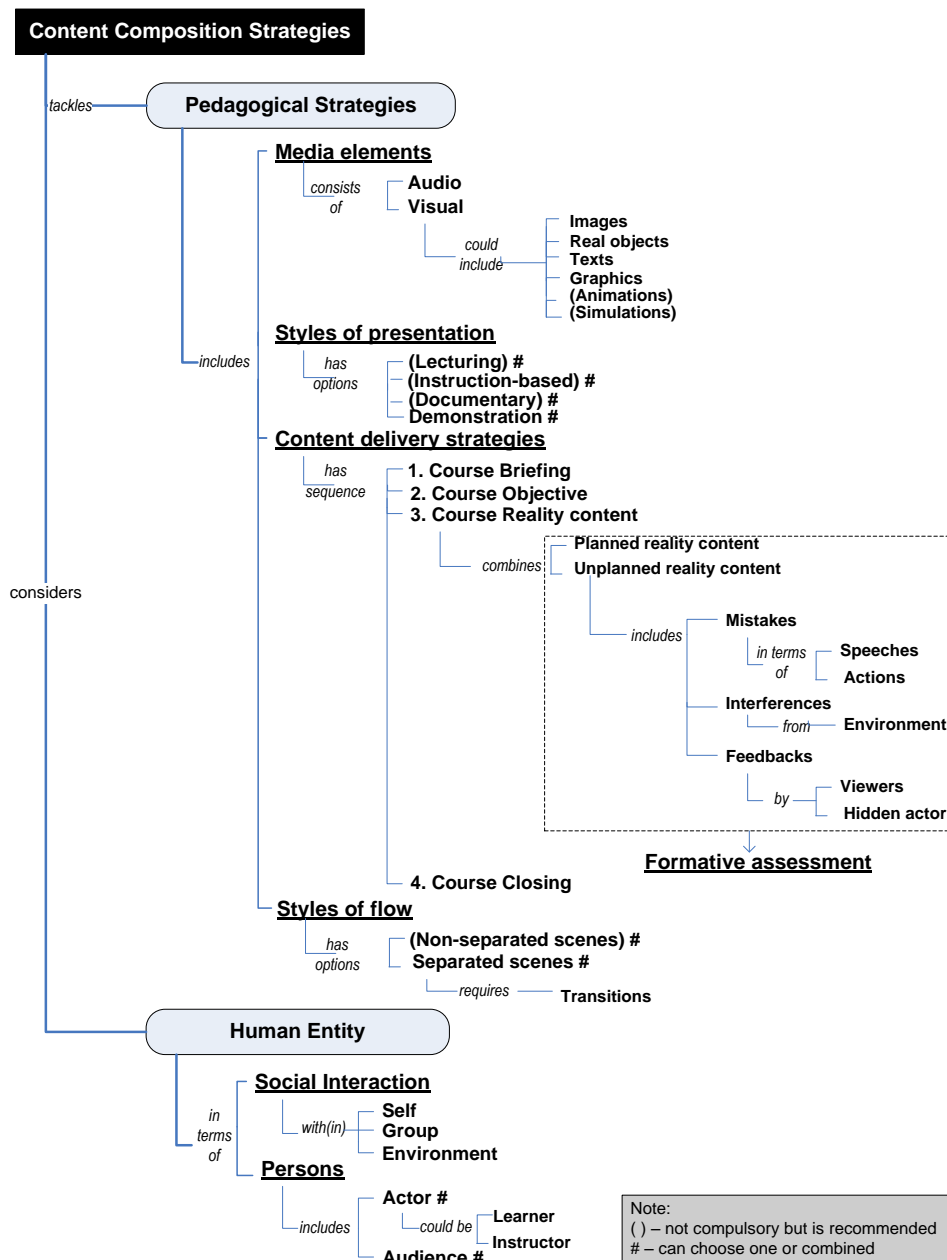 Content Composition Strategies
tackles
Pedagogical Strategies
Media elements
consists
of
Audio
Visual
could
include
Images
Real objects
Texts
Graphics
(Animations)
(Simulations)
includes
Styles of presentation
has
options
(Lecturing) #
(Instruction-based) #
(Documentary) #
Demonstration #
Content delivery strategies
has
sequence
1. Course Briefing
2. Course Objective
3. Course Reality content
combines
Planned reality content
Unplanned reality content
includes
Mistakes
in terms
of
Speeches
Actions
Interferences
from
Environment
Feedbacks
by
Viewers
Hidden actor
Formative assessment
4. Course Closing
Styles of flow
has
options
(Non-separated scenes) #
Separated scenes #
requires
Transitions
considers
Human Entity
in
terms
of
Social Interaction
with(in)
Self
Group
Environment
Persons
includes
Actor #
could be
Learner
Instructor
Audience #
Note:
( ) – not compulsory but is recommended
# – can choose one or combined